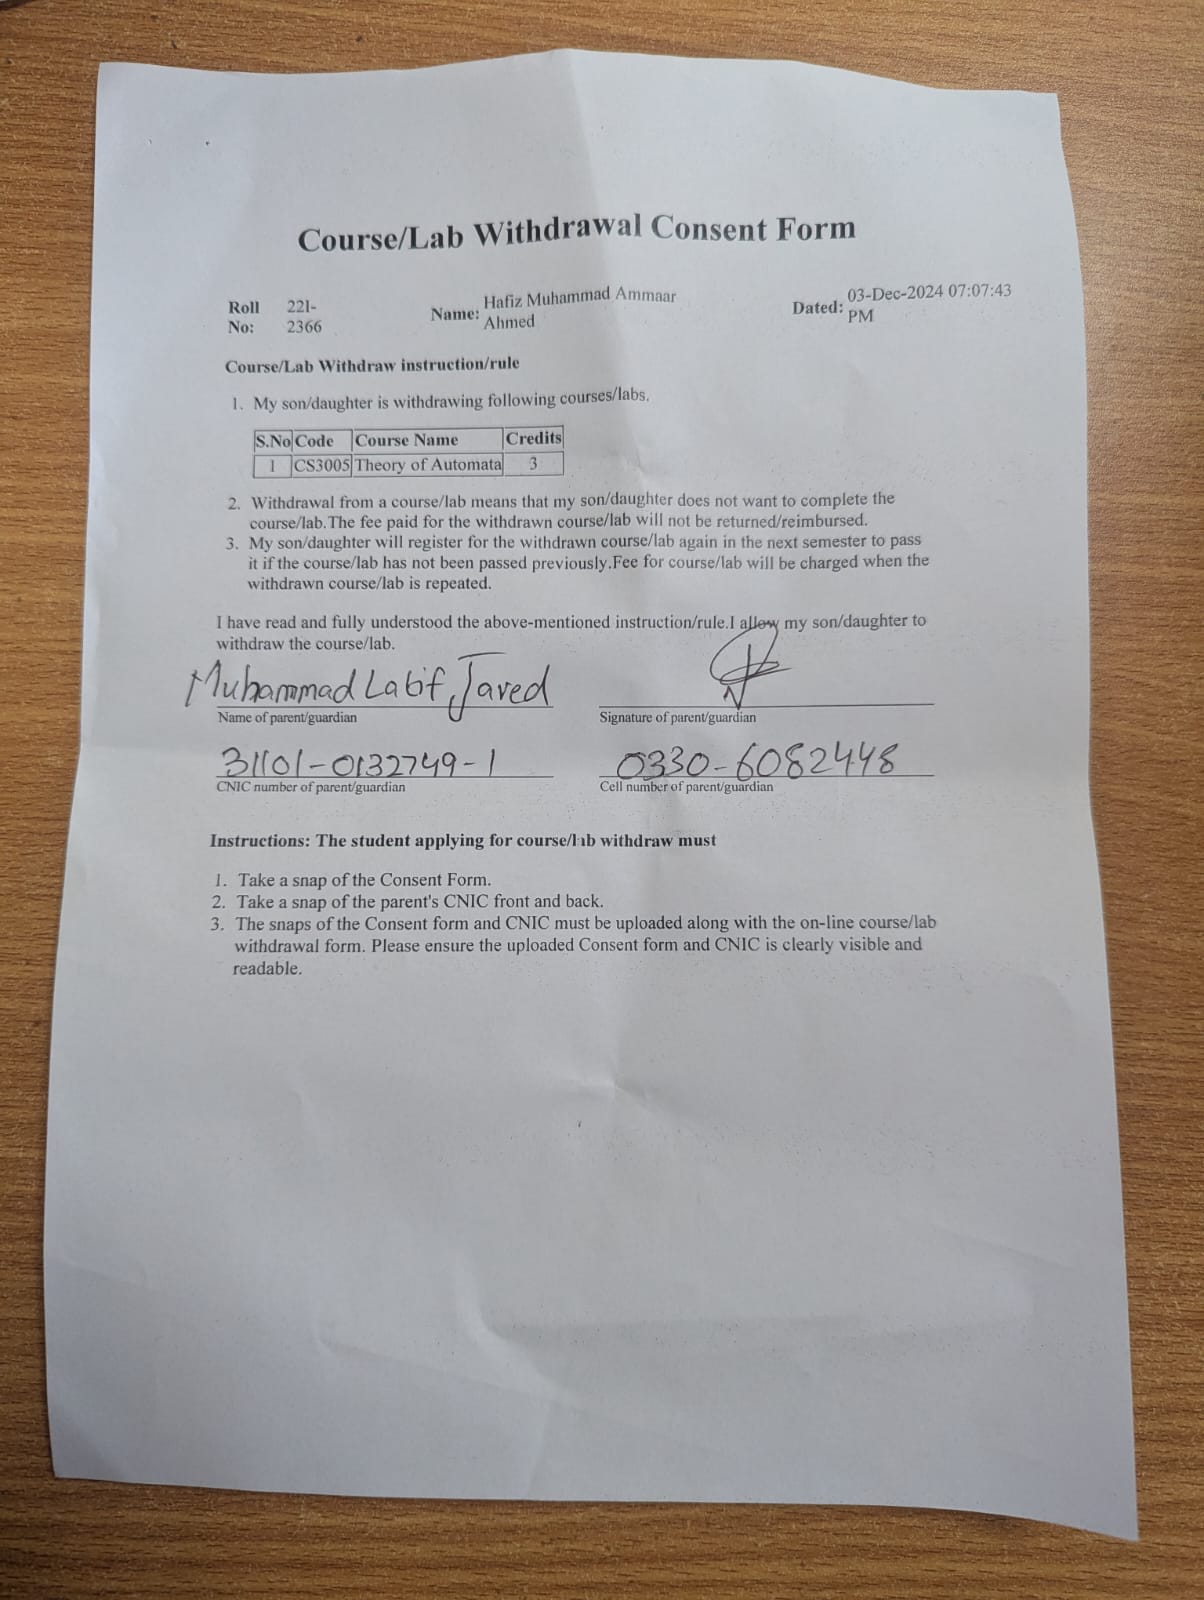 Course/Lab Withdrawal Consent Form
Roll No: 22I-2366 Name: Hafiz Muhammad Ammaar Ahmed Dated: 03-Dec-2024 07:07:43 PM
Course/Lab Withdraw instruction/rule
1. My son/daughter is withdrawing following courses/labs.
S.No Code Course Name Credits
1 CS3005 Theory of Automata 3
2. Withdrawal from a course/lab means that my son/daughter does not want to complete the
course/lab.The fee paid for the withdrawn course/lab will not be returned/reimbursed.
3. My son/daughter will register for the withdrawn course/lab again in the next semester to pass
it if the course/lab has not been passed previously.Fee for course/lab will be charged when the
withdrawn course/lab is repeated.
I have read and fully understood the above-mentioned instruction/rule.I allow my son/daughter to
withdraw the course/lab.
Muhammad Latif Javed
Name of parent/guardian Signature of parent/guardian
31101-0132749-1 0330-6082448
CNIC number of parent/guardian Cell number of parent/guardian
Instructions: The student applying for course/lab withdraw must
1. Take a snap of the Consent Form.
2. Take a snap of the parent's CNIC front and back.
3. The snaps of the Consent form and CNIC must be uploaded along with the on-line course/lab
withdrawal form. Please ensure the uploaded Consent form and CNIC is clearly visible and
readable.